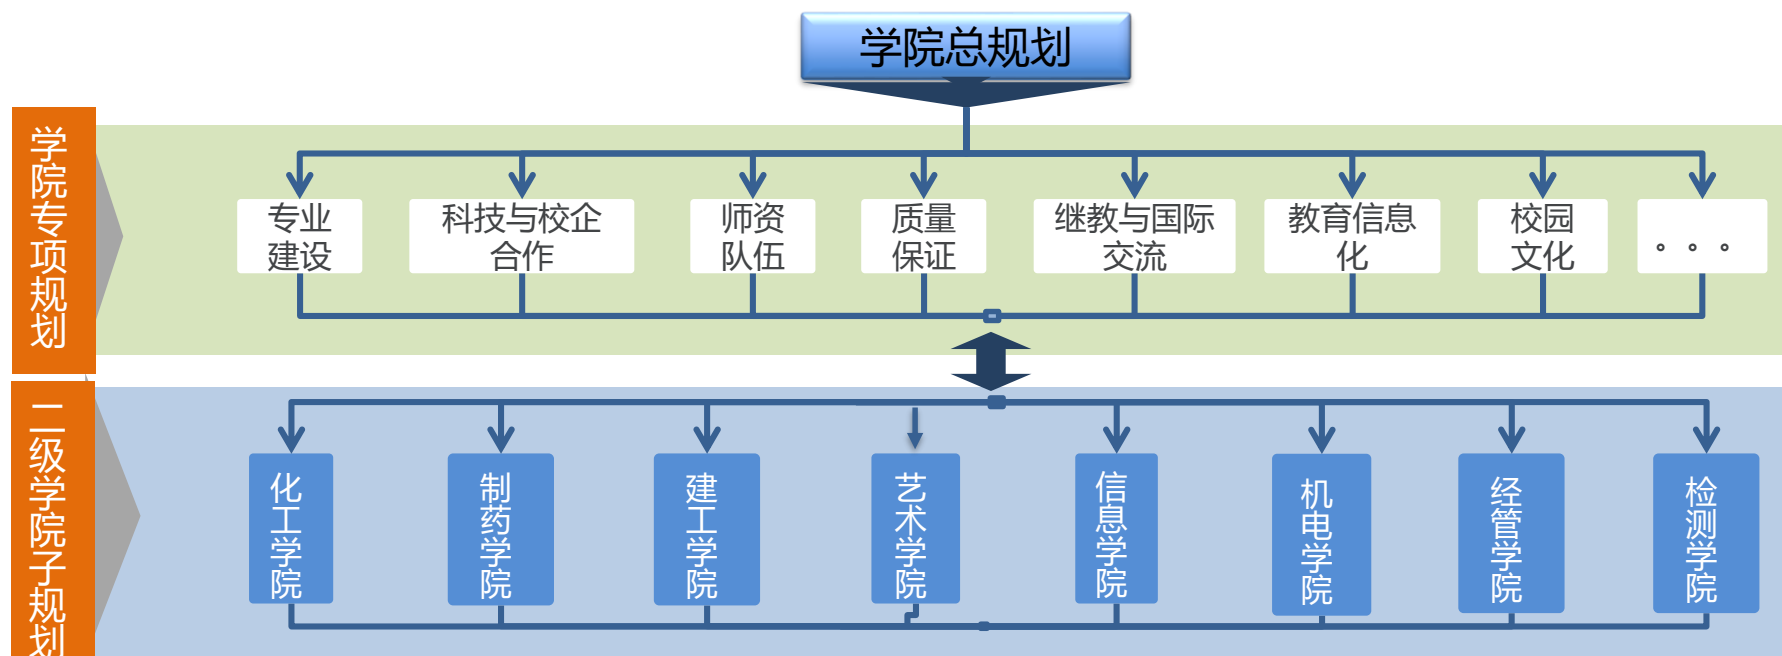 学院总规划
学院专项规划
专业
建设
科技与校企
合作
师资
队伍
质量
保证
继教与国际
交流
教育信息
化
校园
文化
。。。
二级学院子规划
化工学院
制药学院
建工学院
艺术学院
信息学院
机电学院
经管学院
检测学院